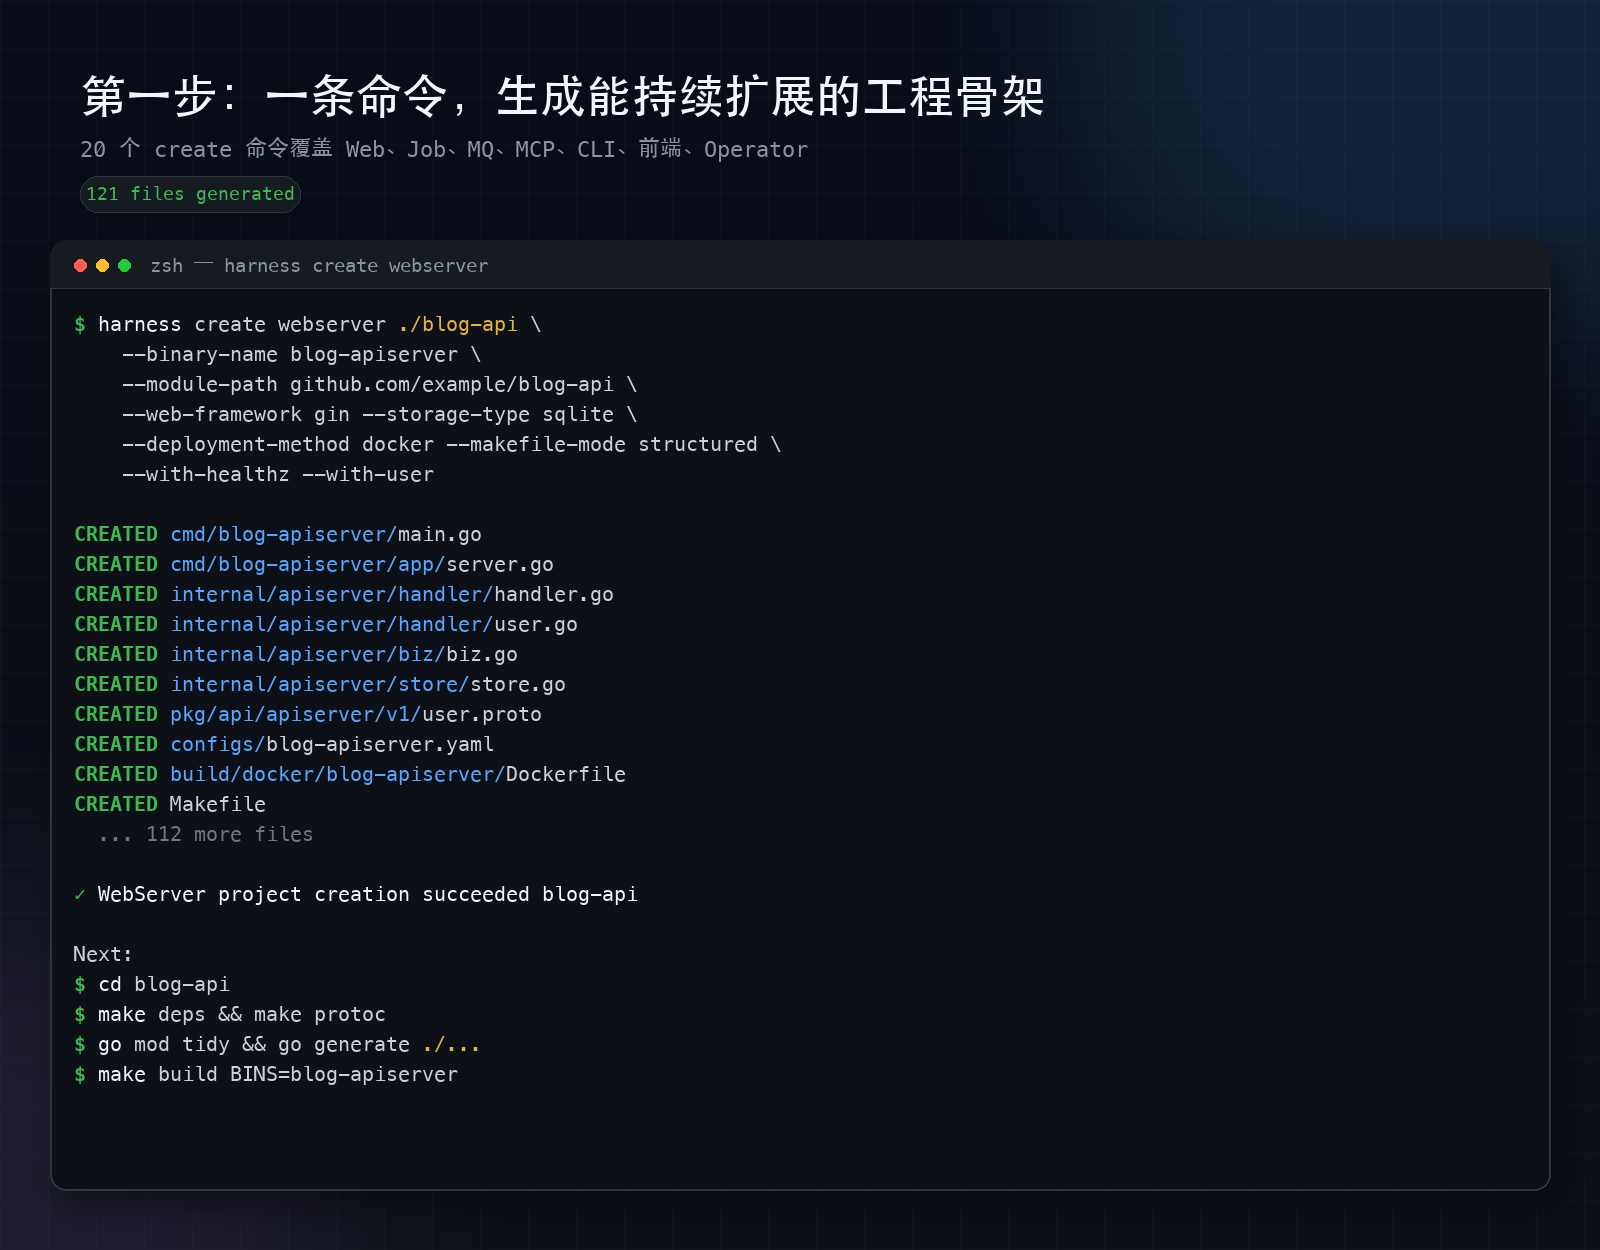 第一步：一条命令，生成能持续扩展的工程骨架
20 个 create 命令覆盖 Web、Job、MQ、MCP、CLI、前端、Operator
121 files generated
zsh — harness create webserver
$ harness create webserver ./blog-api \
--binary-name blog-apiserver \
--module-path github.com/example/blog-api \
--web-framework gin --storage-type sqlite \
--deployment-method docker --makefile-mode structured \
--with-healthz --with-user
CREATED cmd/blog-apiserver/main.go
CREATED cmd/blog-apiserver/app/server.go
CREATED internal/apiserver/handler/handler.go
CREATED internal/apiserver/handler/user.go
CREATED internal/apiserver/biz/biz.go
CREATED internal/apiserver/store/store.go
CREATED pkg/api/apiserver/v1/user.proto
CREATED configs/blog-apiserver.yaml
CREATED build/docker/blog-apiserver/Dockerfile
CREATED Makefile
... 112 more files
✓ WebServer project creation succeeded blog-api
Next:
$ cd blog-api
$ make deps && make protoc
$ go mod tidy && go generate ./...
$ make build BINS=blog-apiserver